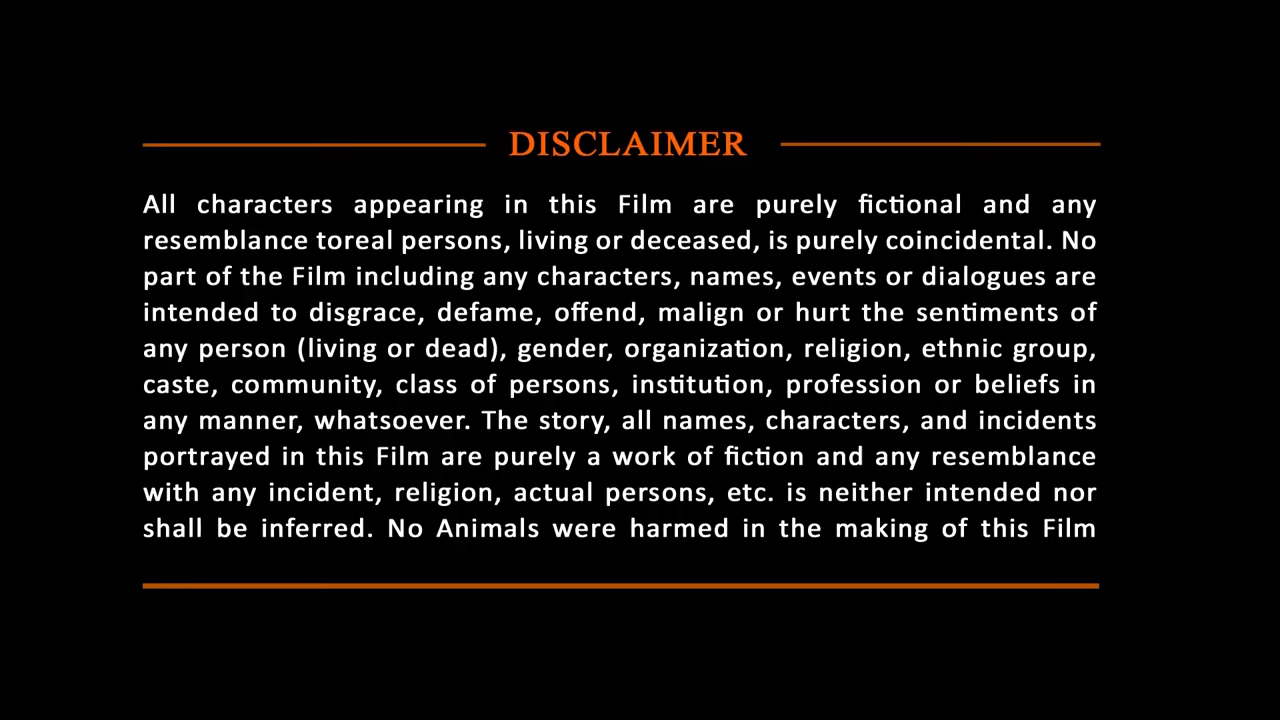 DISCLAIMER
All characters appearing in this Film are purely fictional and any
resemblance toreal persons, living or deceased, is purely coincidental. No
part of the Film including any characters, names, events or dialogues are
intended to disgrace, defame, offend, malign or hurt the sentiments of
any person (living or dead), gender, organization, religion, ethnic group,
caste, community, class of persons, institution, profession or beliefs in
any manner, whatsoever. The story, all names, characters, and incidents
portrayed in this Film are purely a work of fiction and any resemblance
with any incident, religion, actual persons, etc. is neither intended nor
shall be inferred. No Animals were harmed in the making of this Film